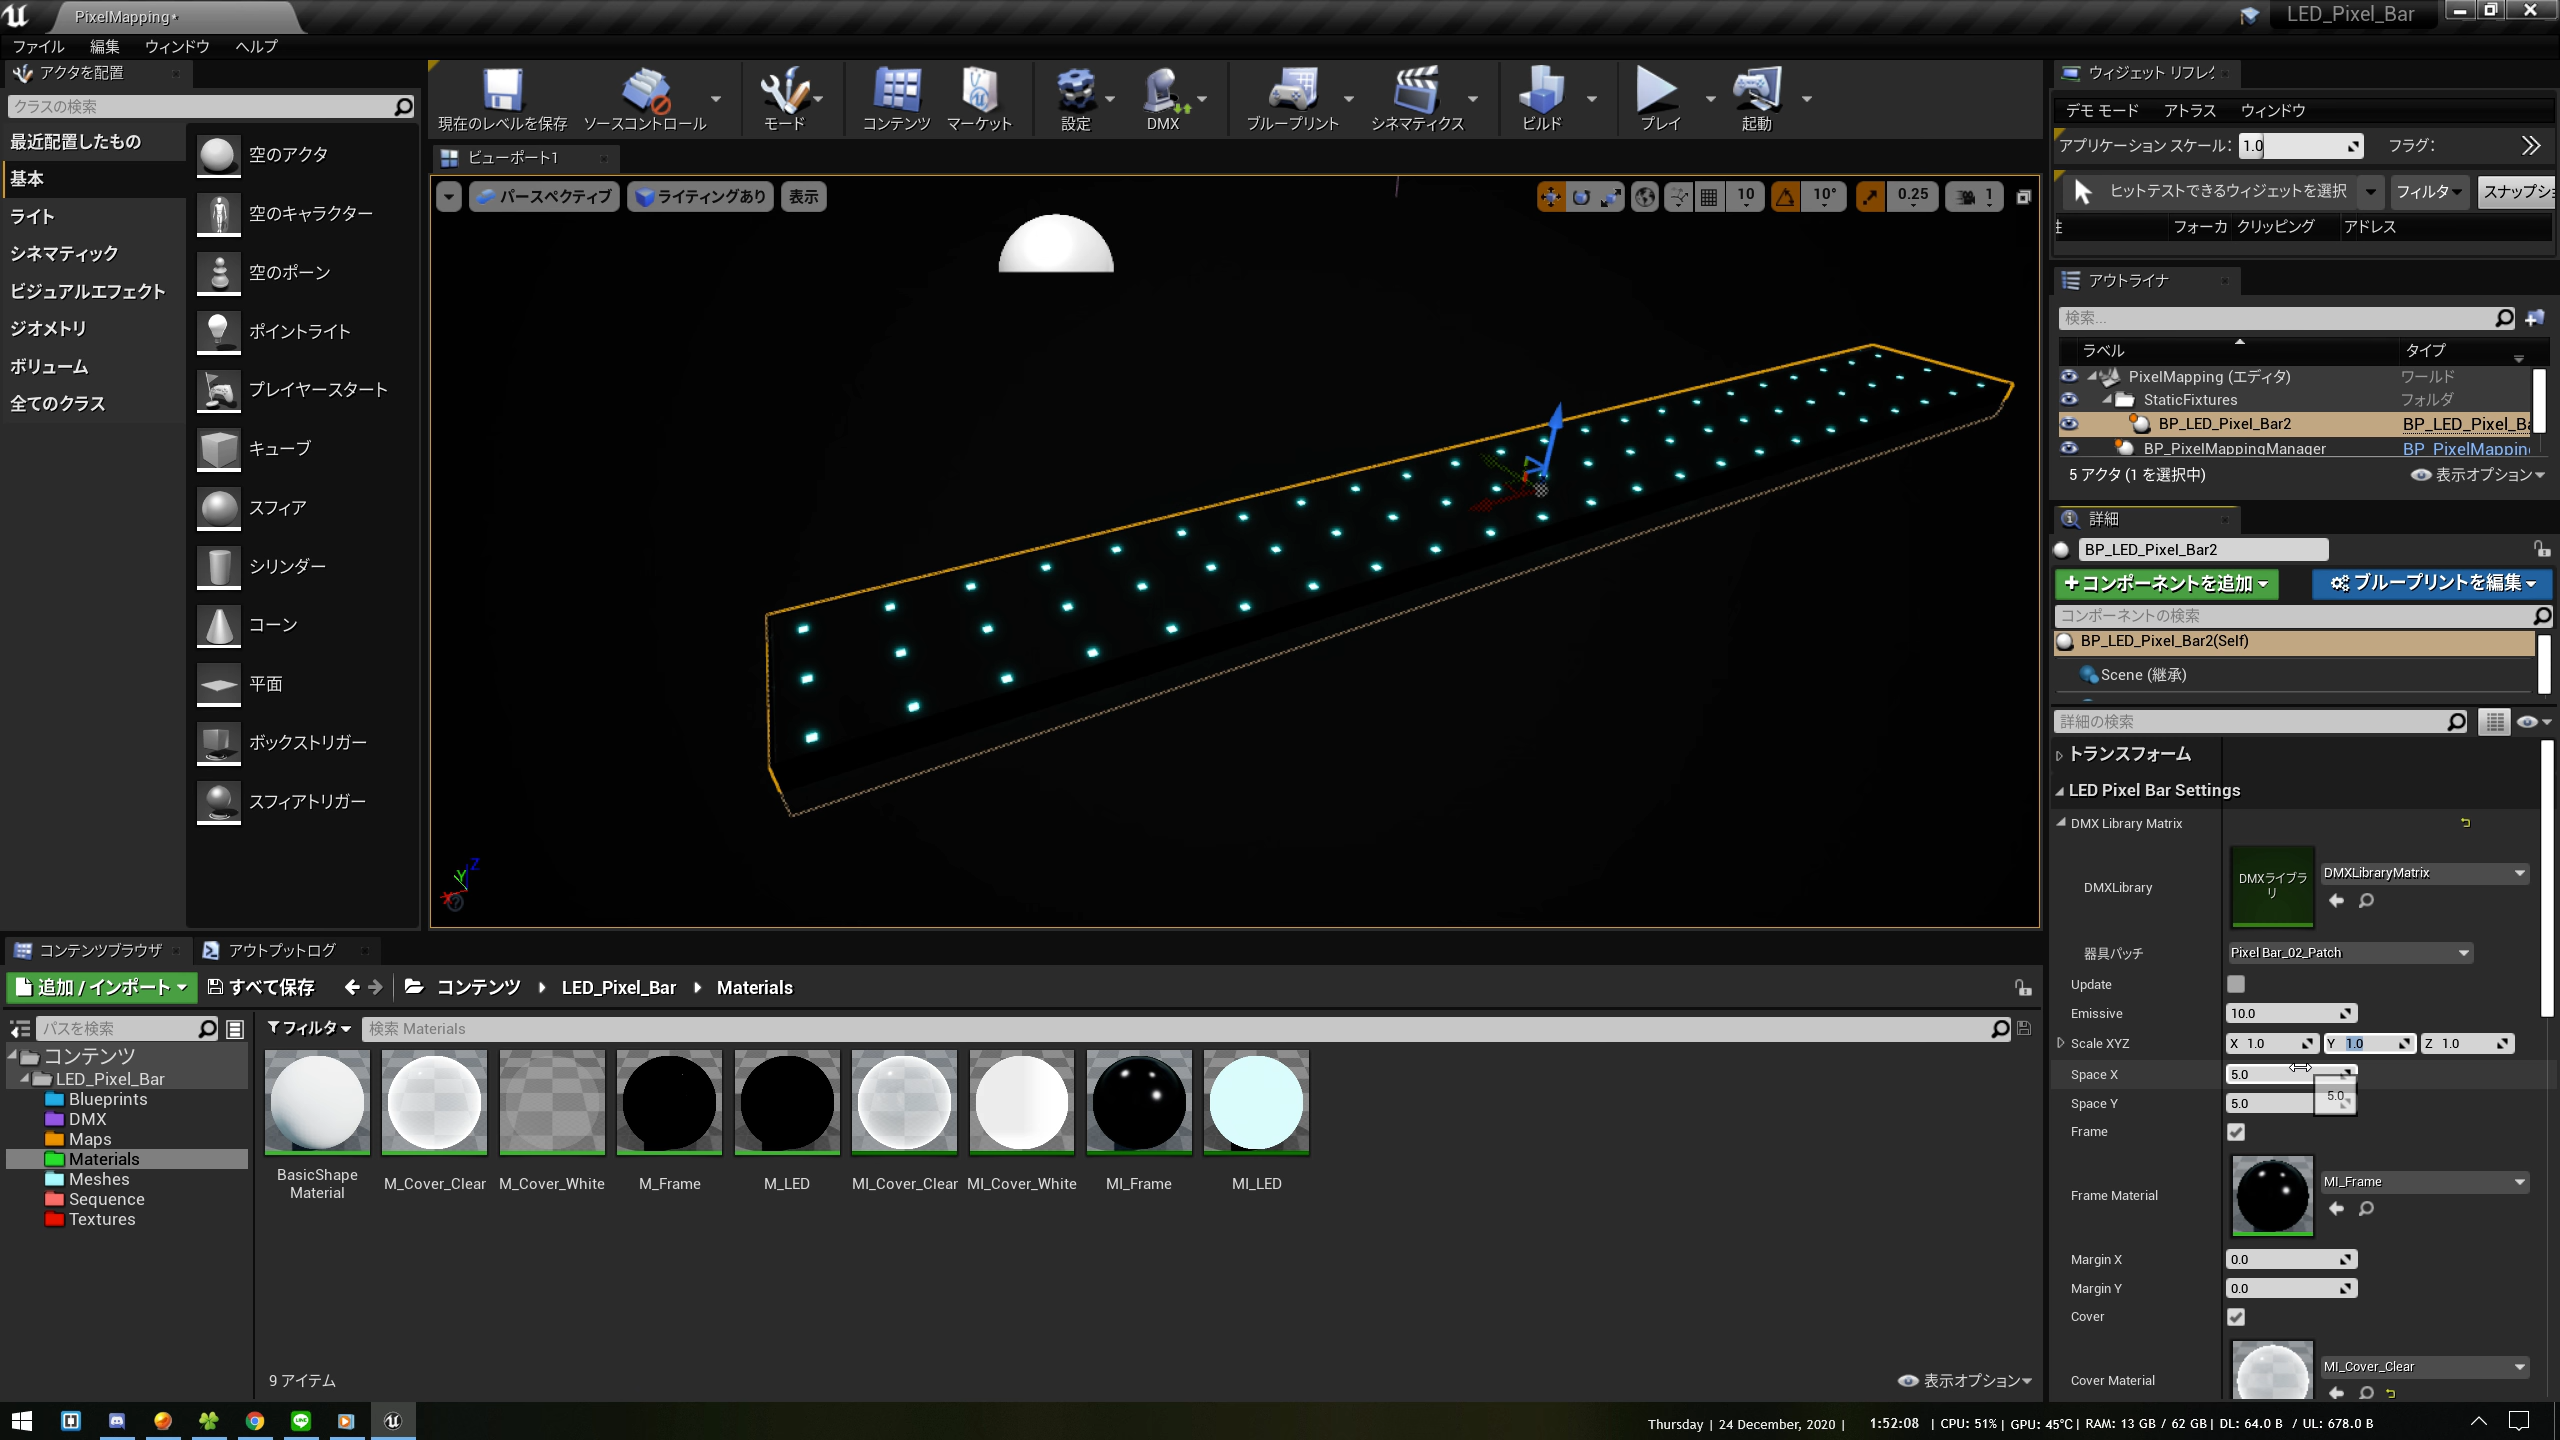 PixelMapping*
LED_Pixel_Bar
ファイル 編集 ウィンドウ ヘルプ
アクタを配置
クラスの検索
最近配置したもの
基本
ライト
シネマティック
ビジュアルエフェクト
ジオメトリ
ボリューム
全てのクラス
空のアクタ
空のキャラクター
空のポーン
ポイントライト
プレイヤースタート
キューブ
スフィア
シリンダー
コーン
平面
ボックストリガー
スフィアトリガー
現在のレベルを保存 ソースコントロール モード コンテンツ マーケット 設定 DMX ブループリント シネマティクス ビルド プレイ 起動
ビューポート1
パースペクティブ ライティングあり 表示
10 10° 0.25 1
Z
Y
X
ウィジェット リフレク
デモ モード アトラス ウィンドウ
アプリケーション スケール: 1.0 フラグ:
ヒットテストできるウィジェットを選択 フィルタ スナップショ
フォーカ クリッピング アドレス
アウトライナ
検索...
ラベル タイプ
PixelMapping (エディタ) ワールド
StaticFixtures フォルダ
BP_LED_Pixel_Bar2 BP_LED_Pixel_Ba
BP_PixelMappingManager BP_PixelMappin
5 アクタ (1 を選択中) 表示オプション
詳細
BP_LED_Pixel_Bar2
+コンポーネントを追加 ブループリントを編集
コンポーネントの検索
BP_LED_Pixel_Bar2(Self)
Scene (継承)
詳細の検索
トランスフォーム
LED Pixel Bar Settings
DMX Library Matrix
DMXLibrary DMXライブラリ DMXLibraryMatrix
器具パッチ Pixel Bar_02_Patch
Update
Emissive 10.0
Scale XYZ X 1.0 Y 1.0 Z 1.0
Space X 5.0
5.0
Space Y 5.0
Frame
Frame Material MI_Frame
Margin X 0.0
Margin Y 0.0
Cover
Cover Material MI_Cover_Clear
コンテンツブラウザ アウトプットログ
追加 / インポート すべて保存 コンテンツ LED_Pixel_Bar Materials
パスを検索
フィルタ 検索 Materials
コンテンツ
LED_Pixel_Bar
Blueprints
DMX
Maps
Materials
Meshes
Sequence
Textures
BasicShape
Material
M_Cover_Clear
M_Cover_White
M_Frame
M_LED
MI_Cover_Clear
MI_Cover_White
MI_Frame
MI_LED
9 アイテム
表示オプション
Thursday | 24 December, 2020 | 1:52:08 | CPU: 51% | GPU: 45°C | RAM: 13 GB / 62 GB | DL: 64.0 B / UL: 678.0 B